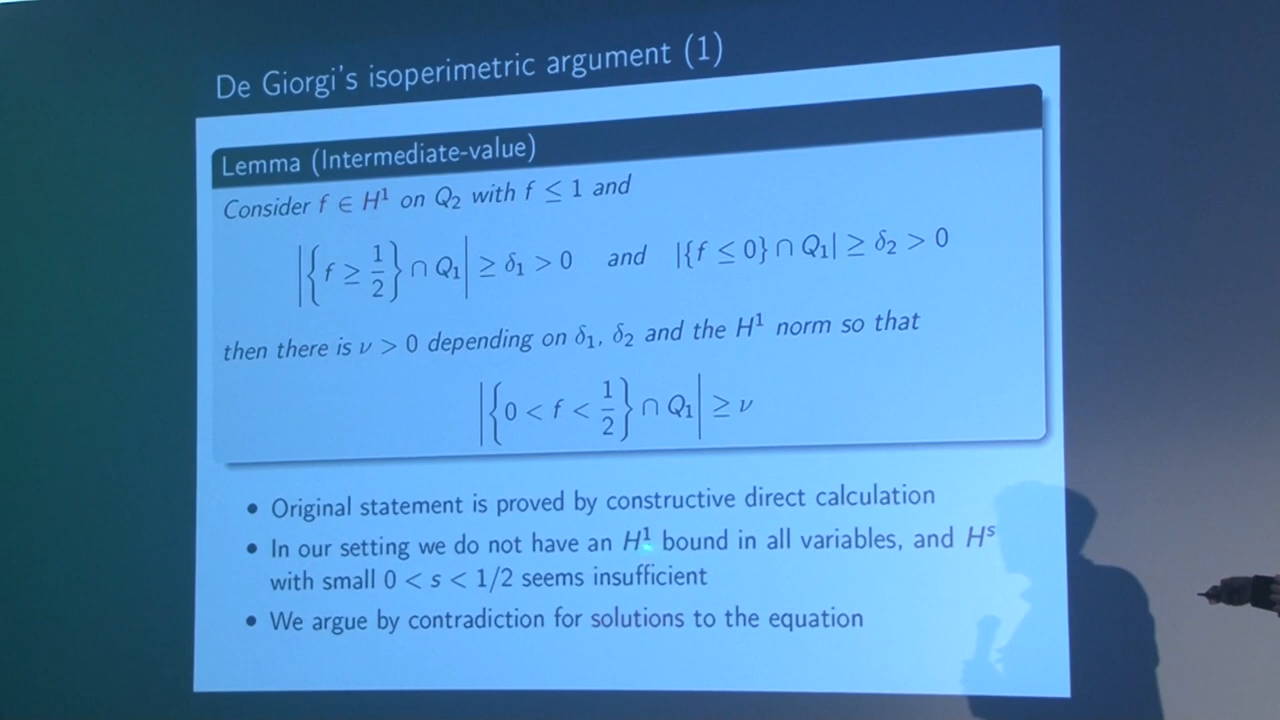 De Giorgi's isoperimetric argument (1)
Lemma (Intermediate-value)
Consider f ∈ H¹ on Q₂ with f ≤ 1 and
|{f ≥ 1/2} ∩ Q₁| ≥ δ₁ > 0 and |{f ≤ 0} ∩ Q₁| ≥ δ₂ > 0
then there is ν > 0 depending on δ₁, δ₂ and the H¹ norm so that
|{0 < f < 1/2} ∩ Q₁| ≥ ν
• Original statement is proved by constructive direct calculation
• In our setting we do not have an H¹ bound in all variables, and Hˢ
with small 0 < s < 1/2 seems insufficient
• We argue by contradiction for solutions to the equation